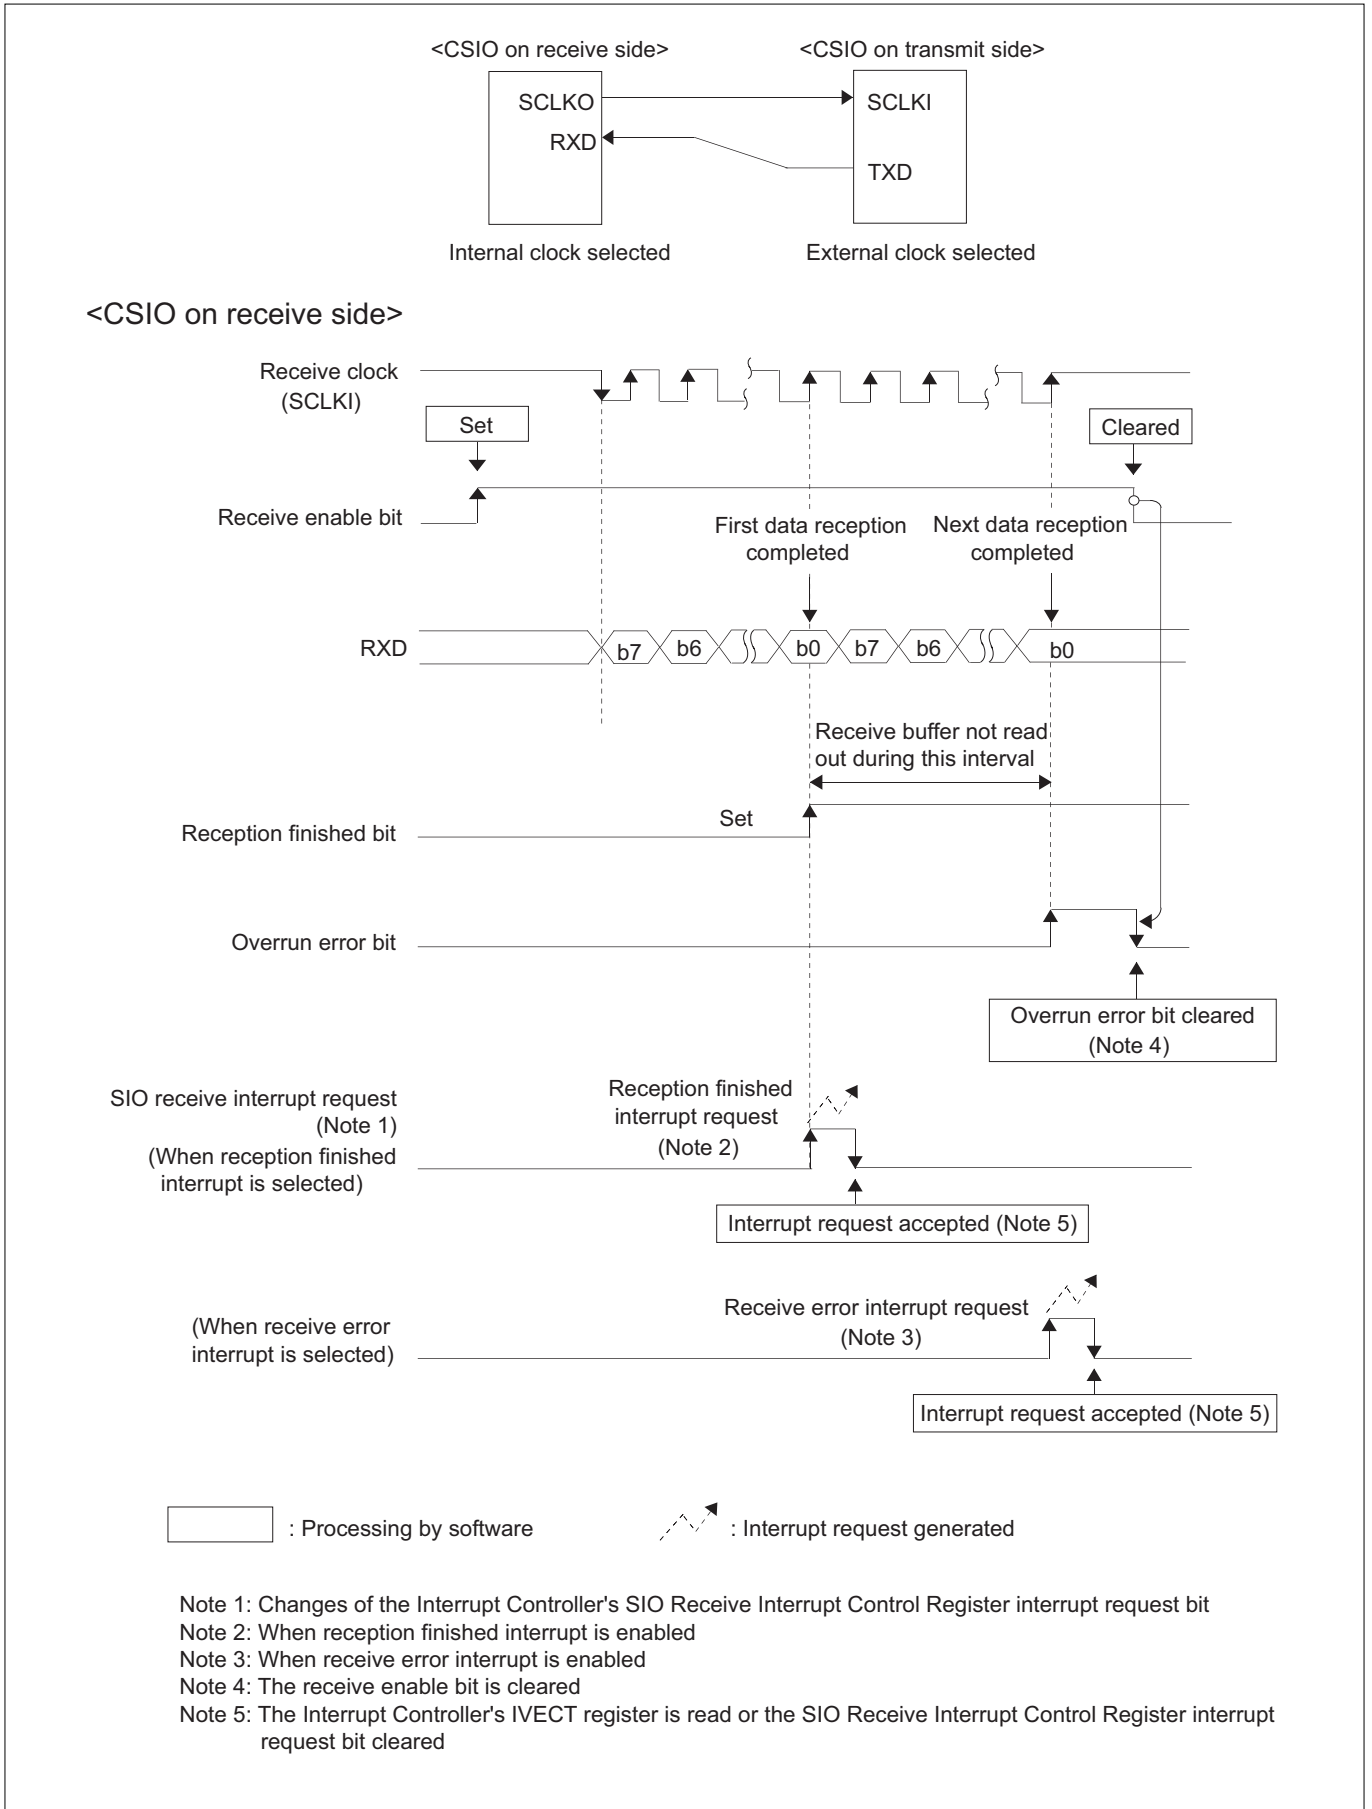 <CSIO on receive side>
<CSIO on transmit side>
SCLKO
RXD
SCLKI
TXD
Internal clock selected
External clock selected
<CSIO on receive side>
Receive clock
(SCLKI)
Set
Cleared
Receive enable bit
First data reception
completed
Next data reception
completed
RXD
b7
b6
b0
b7
b6
b0
Receive buffer not read
out during this interval
Set
Reception finished bit
Overrun error bit
Overrun error bit cleared
(Note 4)
SIO receive interrupt request
(Note 1)
(When reception finished
interrupt is selected)
Reception finished
interrupt request
(Note 2)
Interrupt request accepted (Note 5)
(When receive error
interrupt is selected)
Receive error interrupt request
(Note 3)
Interrupt request accepted (Note 5)
: Processing by software
: Interrupt request generated
Note 1: Changes of the Interrupt Controller's SIO Receive Interrupt Control Register interrupt request bit
Note 2: When reception finished interrupt is enabled
Note 3: When receive error interrupt is enabled
Note 4: The receive enable bit is cleared
Note 5: The Interrupt Controller's IVECT register is read or the SIO Receive Interrupt Control Register interrupt
request bit cleared